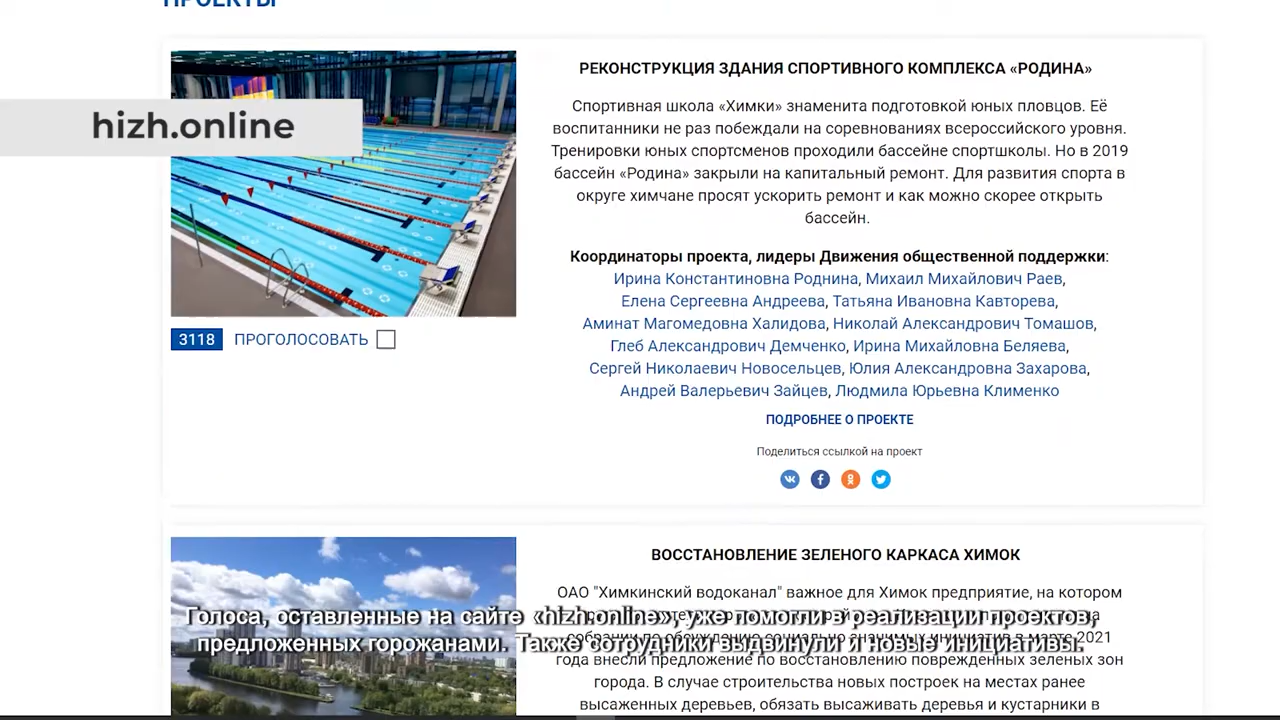 ПРОЕКТЫ
hizh.online
РЕКОНСТРУКЦИЯ ЗДАНИЯ СПОРТИВНОГО КОМПЛЕКСА «РОДИНА»
Спортивная школа «Химки» знаменита подготовкой юных пловцов. Её
воспитанники не раз побеждали на соревнованиях всероссийского уровня.
Тренировки юных спортсменов проходили бассейне спортшколы. Но в 2019
бассейн «Родина» закрыли на капитальный ремонт. Для развития спорта в
округе химчане просят ускорить ремонт и как можно скорее открыть
бассейн.
Координаторы проекта, лидеры Движения общественной поддержки:
Ирина Константиновна Роднина, Михаил Михайлович Раев,
Елена Сергеевна Андреева, Татьяна Ивановна Кавторева,
Аминат Магомедовна Халидова, Николай Александрович Томашов,
Глеб Александрович Демченко, Ирина Михайловна Беляева,
Сергей Николаевич Новосельцев, Юлия Александровна Захарова,
Андрей Валерьевич Зайцев, Людмила Юрьевна Клименко
ПОДРОБНЕЕ О ПРОЕКТЕ
Поделиться ссылкой на проект
3118 ПРОГОЛОСОВАТЬ
ВОССТАНОВЛЕНИЕ ЗЕЛЕНОГО КАРКАСА ХИМОК
ОАО "Химкинский водоканал" важное для Химок предприятие, на котором
собрании по обсуждению социально значимых инициатив в марте 2021
года внесли предложение по восстановлению поврежденных зеленых зон
города. В случае строительства новых построек на местах ранее
высаженных деревьев, обязать высаживать деревья и кустарники в
Голоса, оставленные на сайте «hizh.online», уже помогли в реализации проектов,
предложенных горожанами. Также сотрудники выдвинули и новые инициативы.